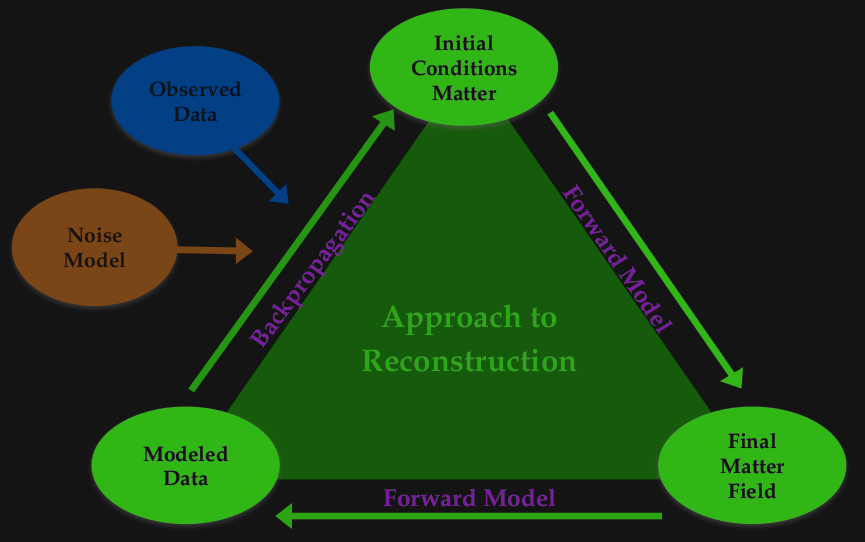 Initial
Conditions
Matter
Observed
Data
Noise
Model
Backpropagation
Forward Model
Approach to
Reconstruction
Modeled
Data
Final
Matter
Field
Forward Model